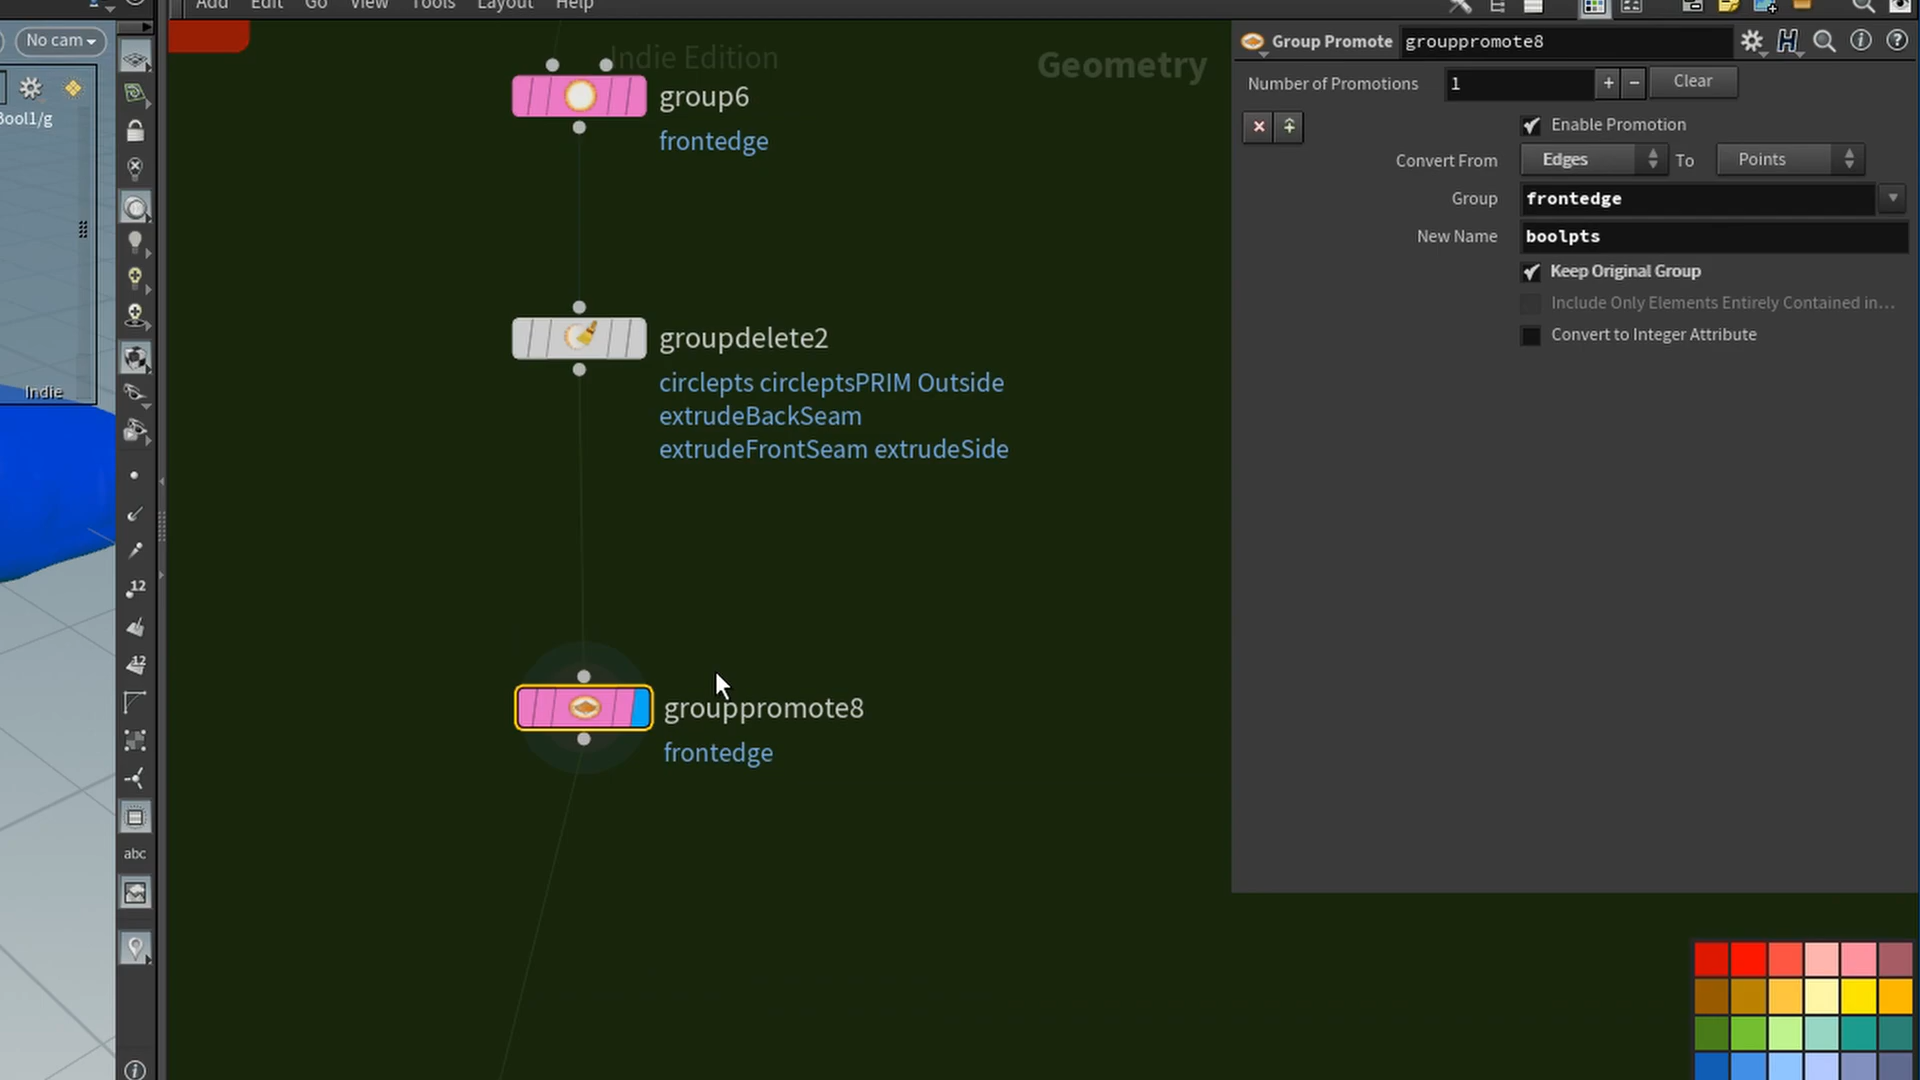 Add Edit Go View Tools Layout Help
No cam
Bool1/g
Indie
12
12
abc
Indie Edition
Geometry
group6
frontedge
groupdelete2
circlepts circleptsPRIM Outside
extrudeBackSeam
extrudeFrontSeam extrudeSide
grouppromote8
frontedge
Group Promote grouppromote8
Number of Promotions 1 + − Clear
Enable Promotion
Convert From Edges To Points
Group frontedge
New Name boolpts
Keep Original Group
Include Only Elements Entirely Contained in...
Convert to Integer Attribute